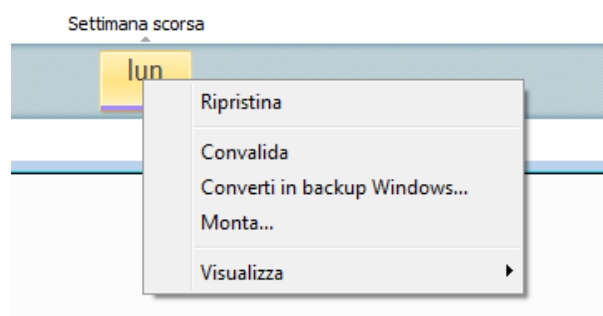 Settimana scorsa
lun
Ripristina
Convalida
Converti in backup Windows...
Monta...
Visualizza